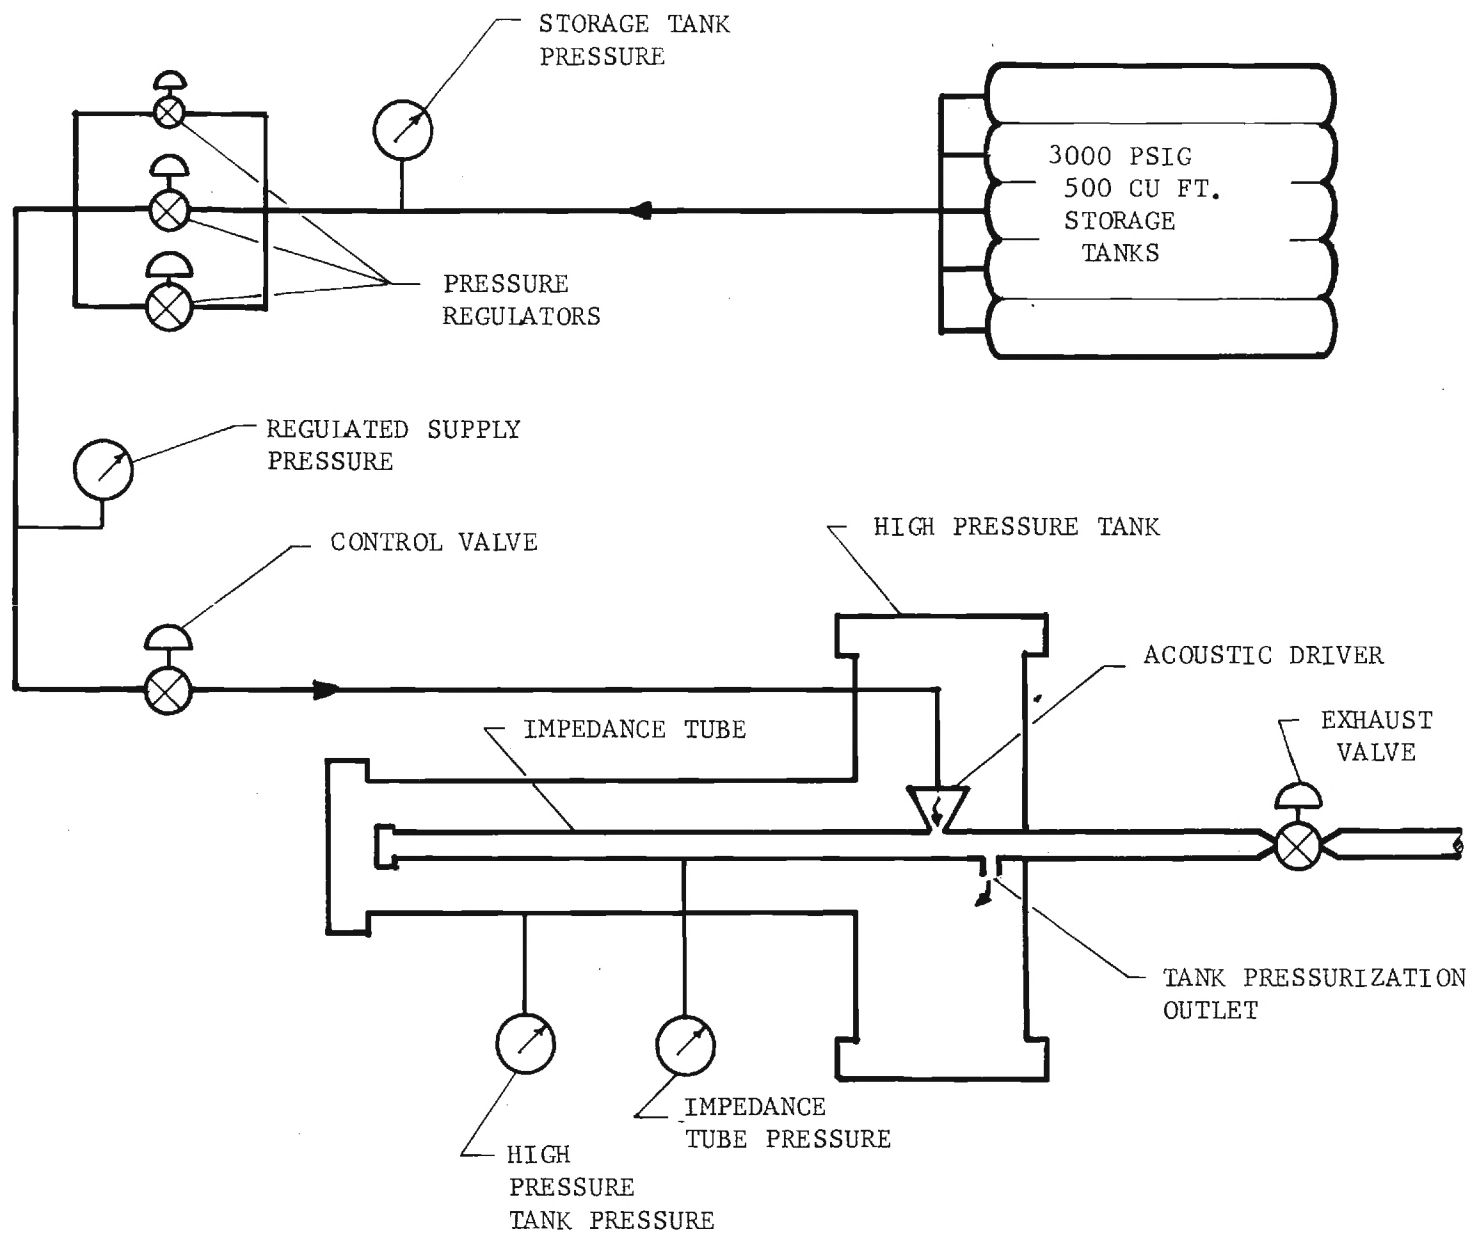 STORAGE TANK
PRESSURE
3000 PSIG
500 CU FT.
STORAGE
TANKS
PRESSURE
REGULATORS
REGULATED SUPPLY
PRESSURE
CONTROL VALVE
HIGH PRESSURE TANK
ACOUSTIC DRIVER
IMPEDANCE TUBE
EXHAUST
VALVE
TANK PRESSURIZATION
OUTLET
IMPEDANCE
TUBE PRESSURE
HIGH
PRESSURE
TANK PRESSURE